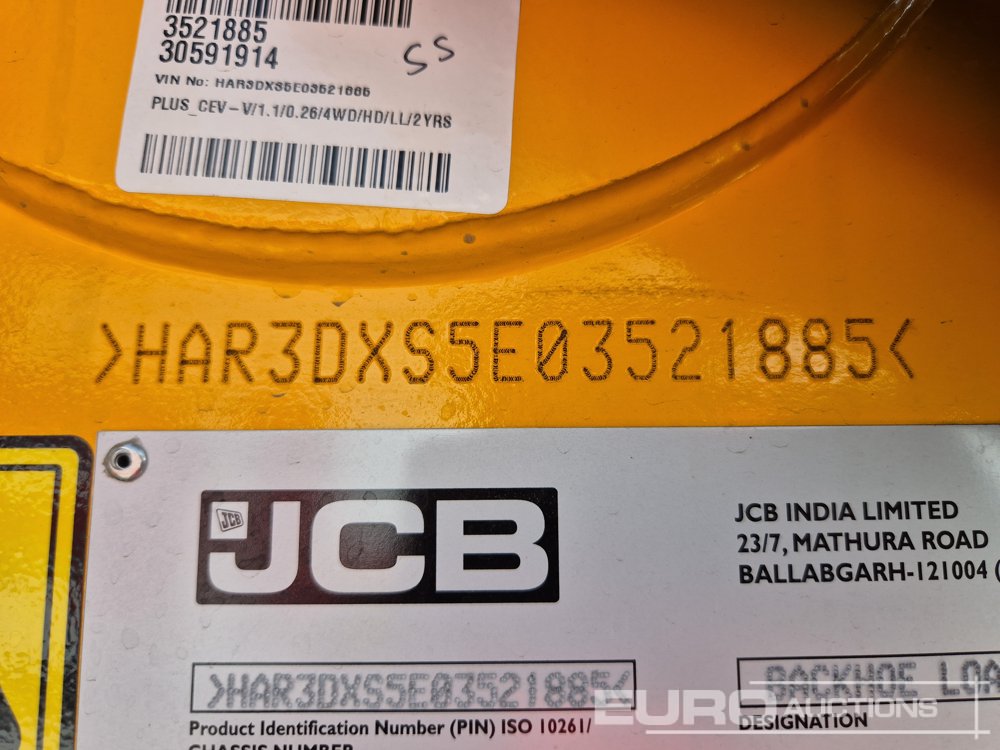 3521885
30591914
SS
VIN No: HAR3DXS5E03521885
PLUS_CEV-V/1.1/0.26/4WD/HD/LL/2YRS
>HAR3DXS5E03521885<
JCB
JCB
JCB INDIA LIMITED
23/7, MATHURA ROAD
BALLABGARH-121004 (
>HAR3DXS5E03521885<
BACKHOE LOA
Product Identification Number (PIN) ISO 10261/
CHASSIS NUMBER
DESIGNATION
EURO AUCTIONS